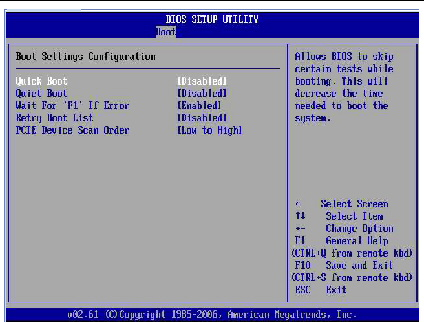 BIOS SETUP UTILITY
Boot
Boot Settings Configuration
Quick Boot [Disabled]
Quiet Boot [Disabled]
Wait For 'F1' If Error [Enabled]
Retry Boot List [Disabled]
PCIE Device Scan Order [Low to High]
Allows BIOS to skip
certain tests while
booting. This will
decrease the time
needed to boot the
system.
← Select Screen
↑↓ Select Item
+- Change Option
F1 General Help
(CTRL+Q from remote kbd)
F10 Save and Exit
(CTRL+S from remote kbd)
ESC Exit
v02.61 (C)Copyright 1985-2006, American Megatrends, Inc.